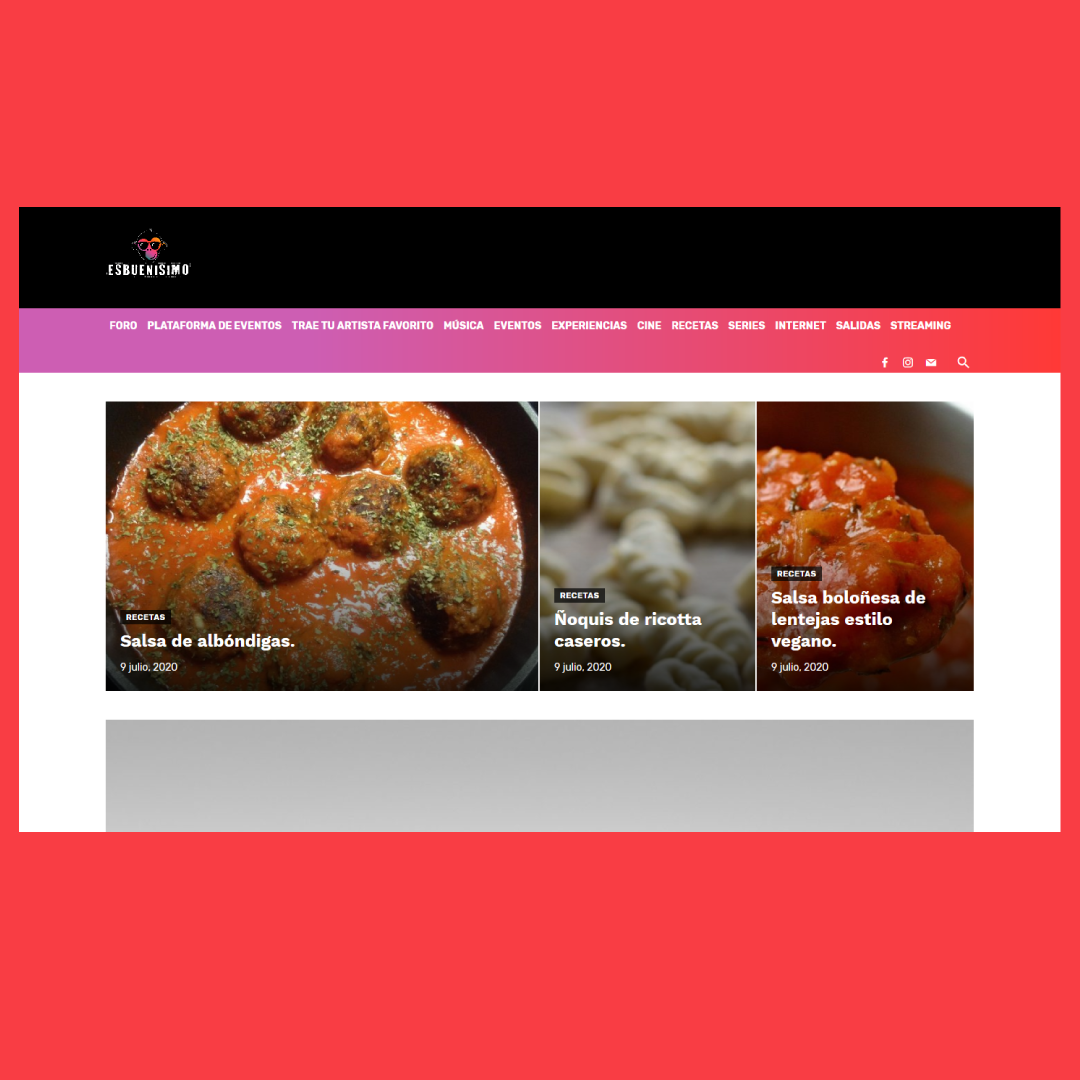 ESBUENISIMO
FORO PLATAFORMA DE EVENTOS TRAE TU ARTISTA FAVORITO MÚSICA EVENTOS EXPERIENCIAS CINE RECETAS SERIES INTERNET SALIDAS STREAMING
RECETAS
Salsa de albóndigas.
9 julio, 2020
RECETAS
Ñoquis de ricotta
caseros.
9 julio, 2020
RECETAS
Salsa boloñesa de
lentejas estilo
vegano.
9 julio, 2020